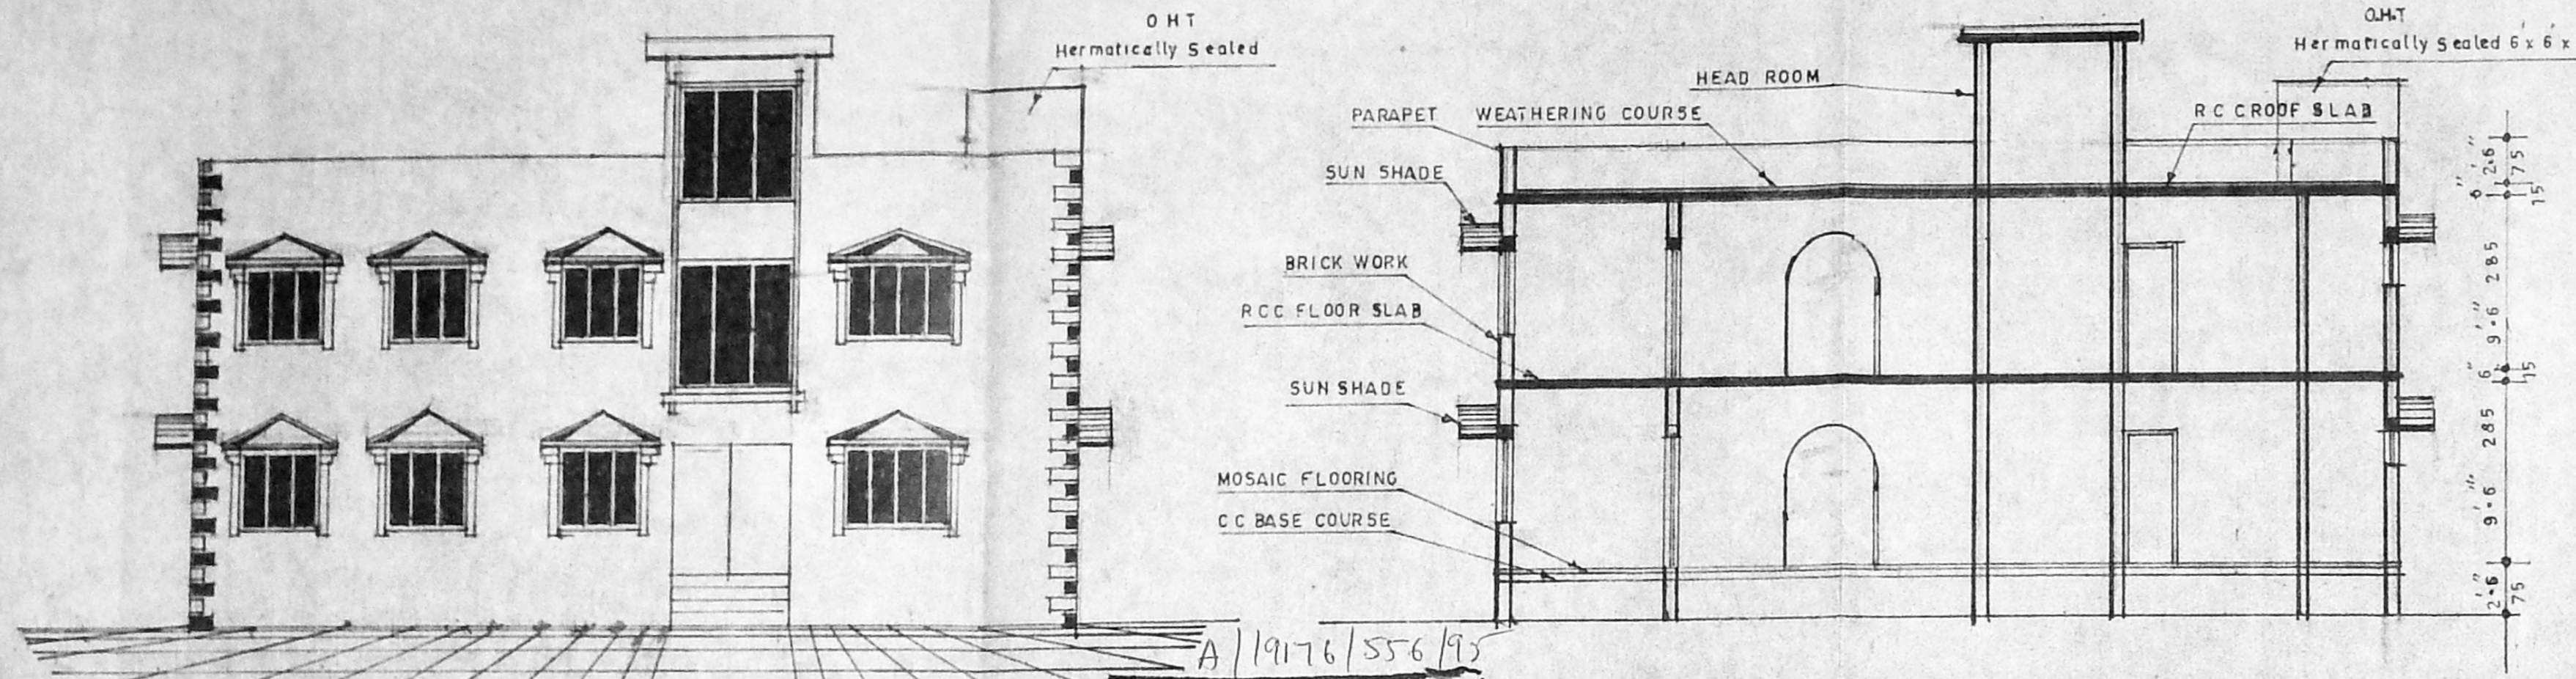 O H T
Hermatically Sealed
O.H.T
Hermatically Sealed 6' x 6' x
HEAD ROOM
PARAPET
WEATHERING COURSE
R C C ROOF SLAB
SUN SHADE
BRICK WORK
RCC FLOOR SLAB
SUN SHADE
MOSAIC FLOORING
C C BASE COURSE
2'·6"
75
6"
15
9'·6"
285
6"
15
9'·6"
285
2'·6"
75
A/19176/556/95